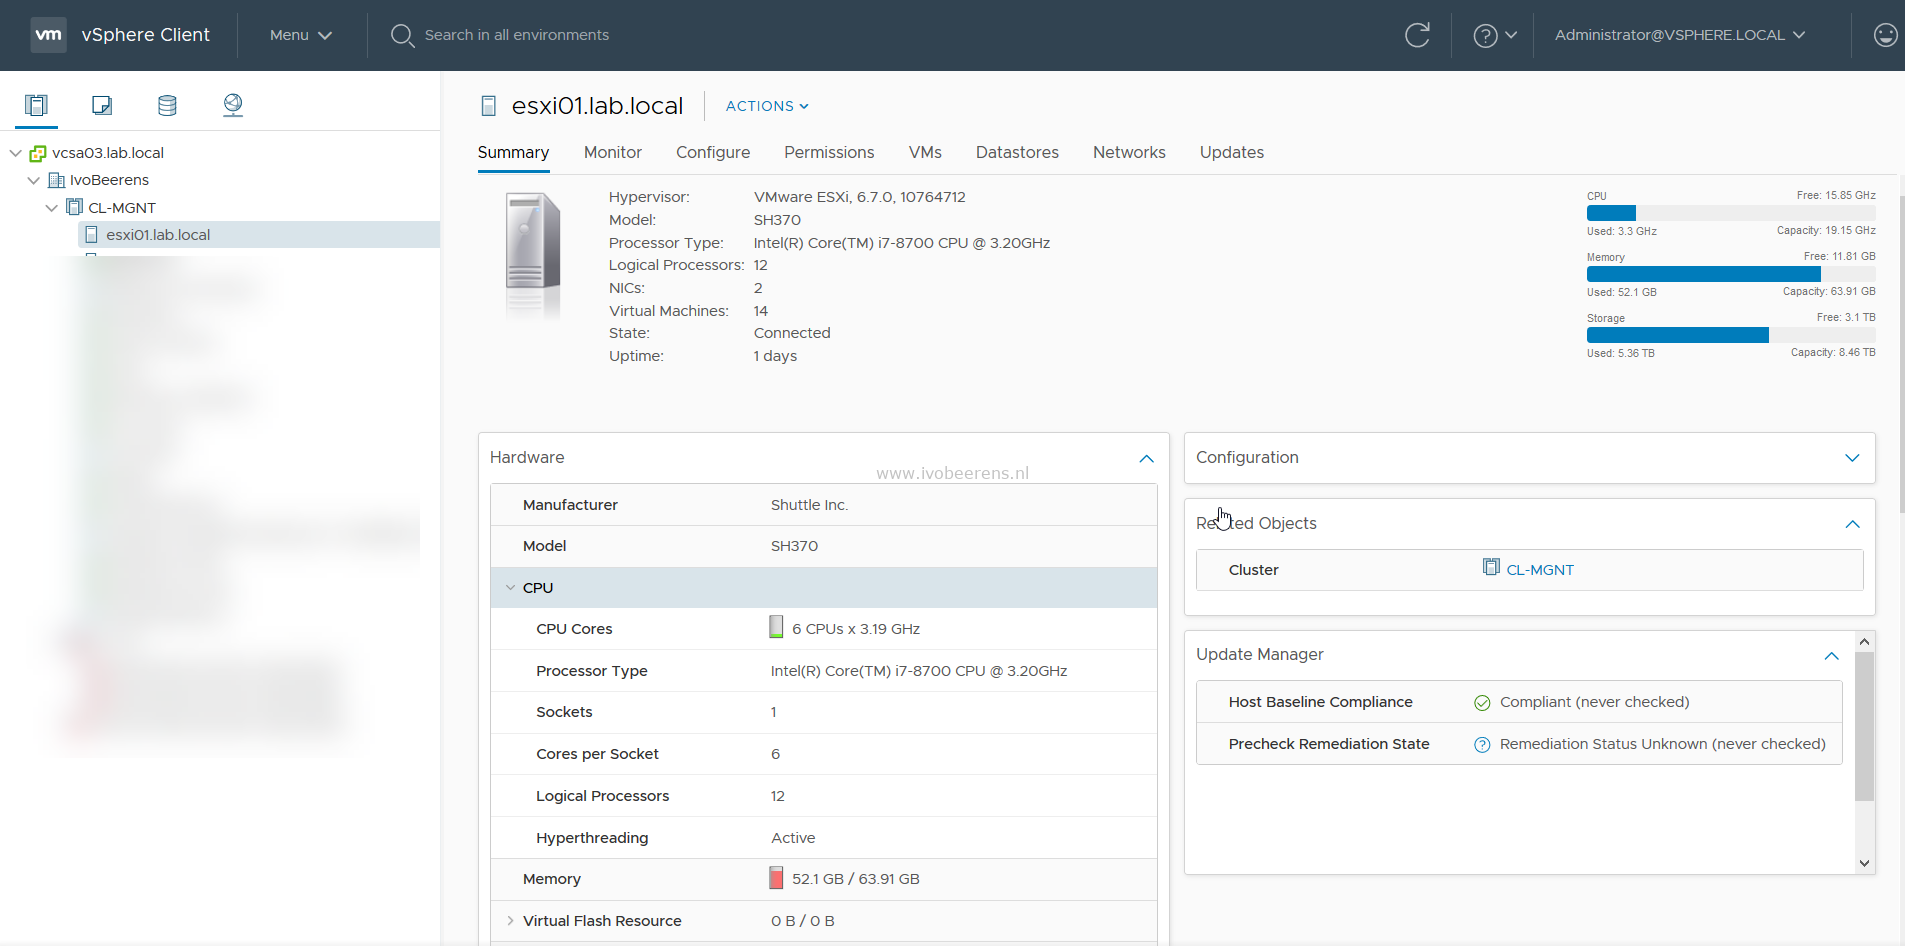 vm vSphere Client Menu Search in all environments Administrator@VSPHERE.LOCAL
vcsa03.lab.local
IvoBeerens
CL-MGNT
esxi01.lab.local
esxi01.lab.local ACTIONS
Summary Monitor Configure Permissions VMs Datastores Networks Updates
Hypervisor: VMware ESXi, 6.7.0, 10764712
Model: SH370
Processor Type: Intel(R) Core(TM) i7-8700 CPU @ 3.20GHz
Logical Processors: 12
NICs: 2
Virtual Machines: 14
State: Connected
Uptime: 1 days
CPU Free: 15.85 GHz
Used: 3.3 GHz Capacity: 19.15 GHz
Memory Free: 11.81 GB
Used: 52.1 GB Capacity: 63.91 GB
Storage Free: 3.1 TB
Used: 5.36 TB Capacity: 8.46 TB
Hardware
www.ivobeerens.nl
Manufacturer Shuttle Inc.
Model SH370
CPU
CPU Cores 6 CPUs x 3.19 GHz
Processor Type Intel(R) Core(TM) i7-8700 CPU @ 3.20GHz
Sockets 1
Cores per Socket 6
Logical Processors 12
Hyperthreading Active
Memory 52.1 GB / 63.91 GB
Virtual Flash Resource 0 B / 0 B
Configuration
Related Objects
Cluster CL-MGNT
Update Manager
Host Baseline Compliance Compliant (never checked)
Precheck Remediation State Remediation Status Unknown (never checked)